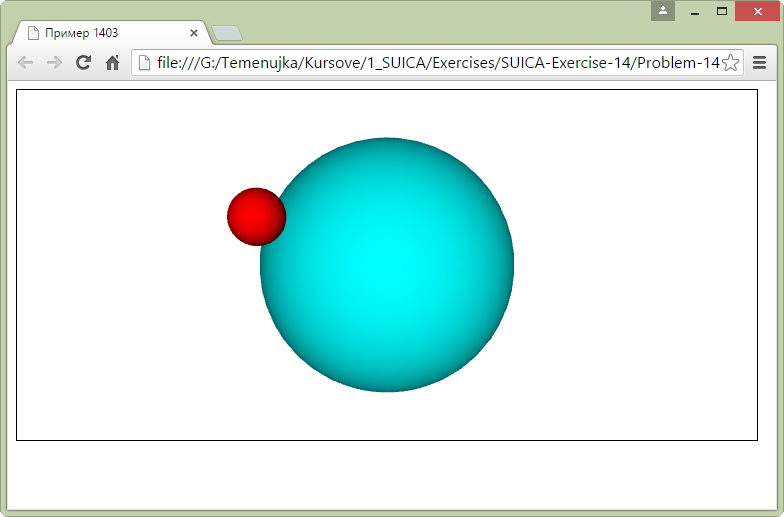 Пример 1403
file:///G:/Temenujka/Kursove/1_SUICA/Exercises/SUICA-Exercise-14/Problem-14